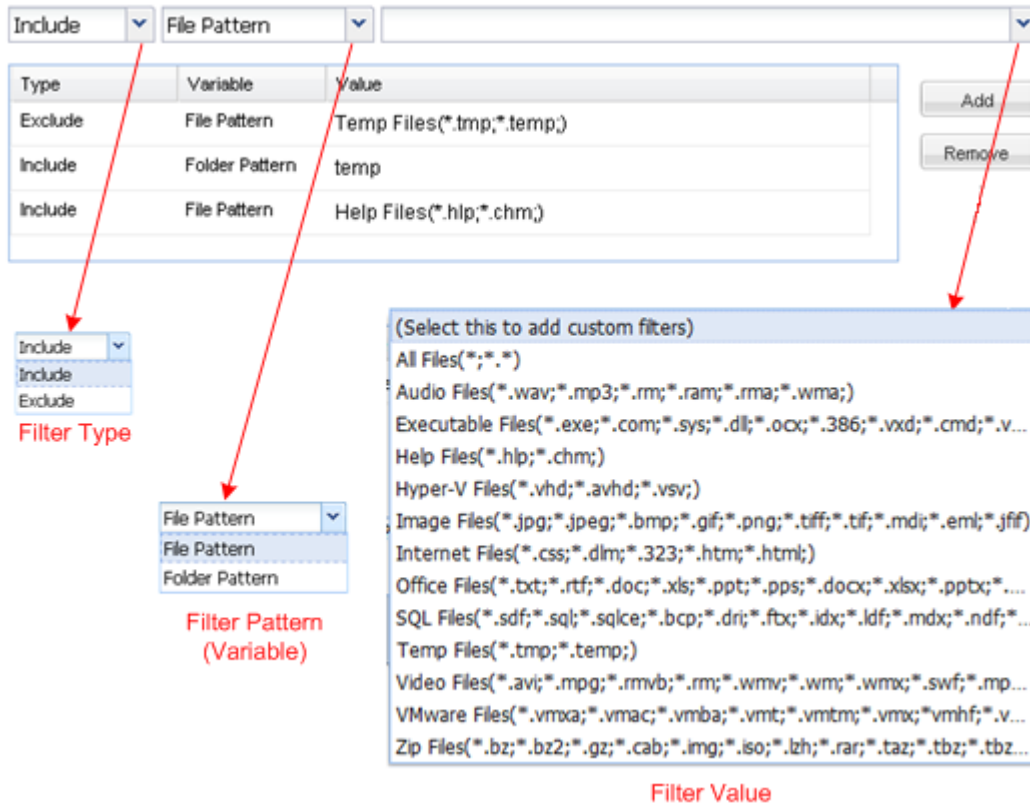 Include File Pattern
Type Variable Value
Exclude File Pattern Temp Files(*.tmp;*.temp;)
Include Folder Pattern temp
Include File Pattern Help Files(*.hlp;*.chm;)
Add
Remove
Include
Include
Exclude
Filter Type
File Pattern
File Pattern
Folder Pattern
Filter Pattern
(Variable)
(Select this to add custom filters)
All Files(*;*.*)
Audio Files(*.wav;*.mp3;*.rm;*.ram;*.rma;*.wma;)
Executable Files(*.exe;*.com;*.sys;*.dll;*.ocx;*.386;*.vxd;*.cmd;*.v...
Help Files(*.hlp;*.chm;)
Hyper-V Files(*.vhd;*.avhd;*.vsv;)
Image Files(*.jpg;*.jpeg;*.bmp;*.gif;*.png;*.tiff;*.tif;*.mdi;*.eml;*.jfif)
Internet Files(*.css;*.dlm;*.323;*.htm;*.html;)
Office Files(*.txt;*.rtf;*.doc;*.xls;*.ppt;*.pps;*.docx;*.xlsx;*.pptx;*....
SQL Files(*.sdf;*.sql;*.sqlce;*.bcp;*.dri;*.ftx;*.idx;*.ldf;*.mdx;*.ndf;*...
Temp Files(*.tmp;*.temp;)
Video Files(*.avi;*.mpg;*.rmvb;*.rm;*.wmv;*.wm;*.wmx;*.swf;*.mp...
VMware Files(*.vmxa;*.vmac;*.vmba;*.vmt;*.vmtm;*.vmx;*vmhf;*.v...
Zip Files(*.bz;*.bz2;*.gz;*.cab;*.img;*.iso;*.lzh;*.rar;*.taz;*.tbz;*.tbz...
Filter Value